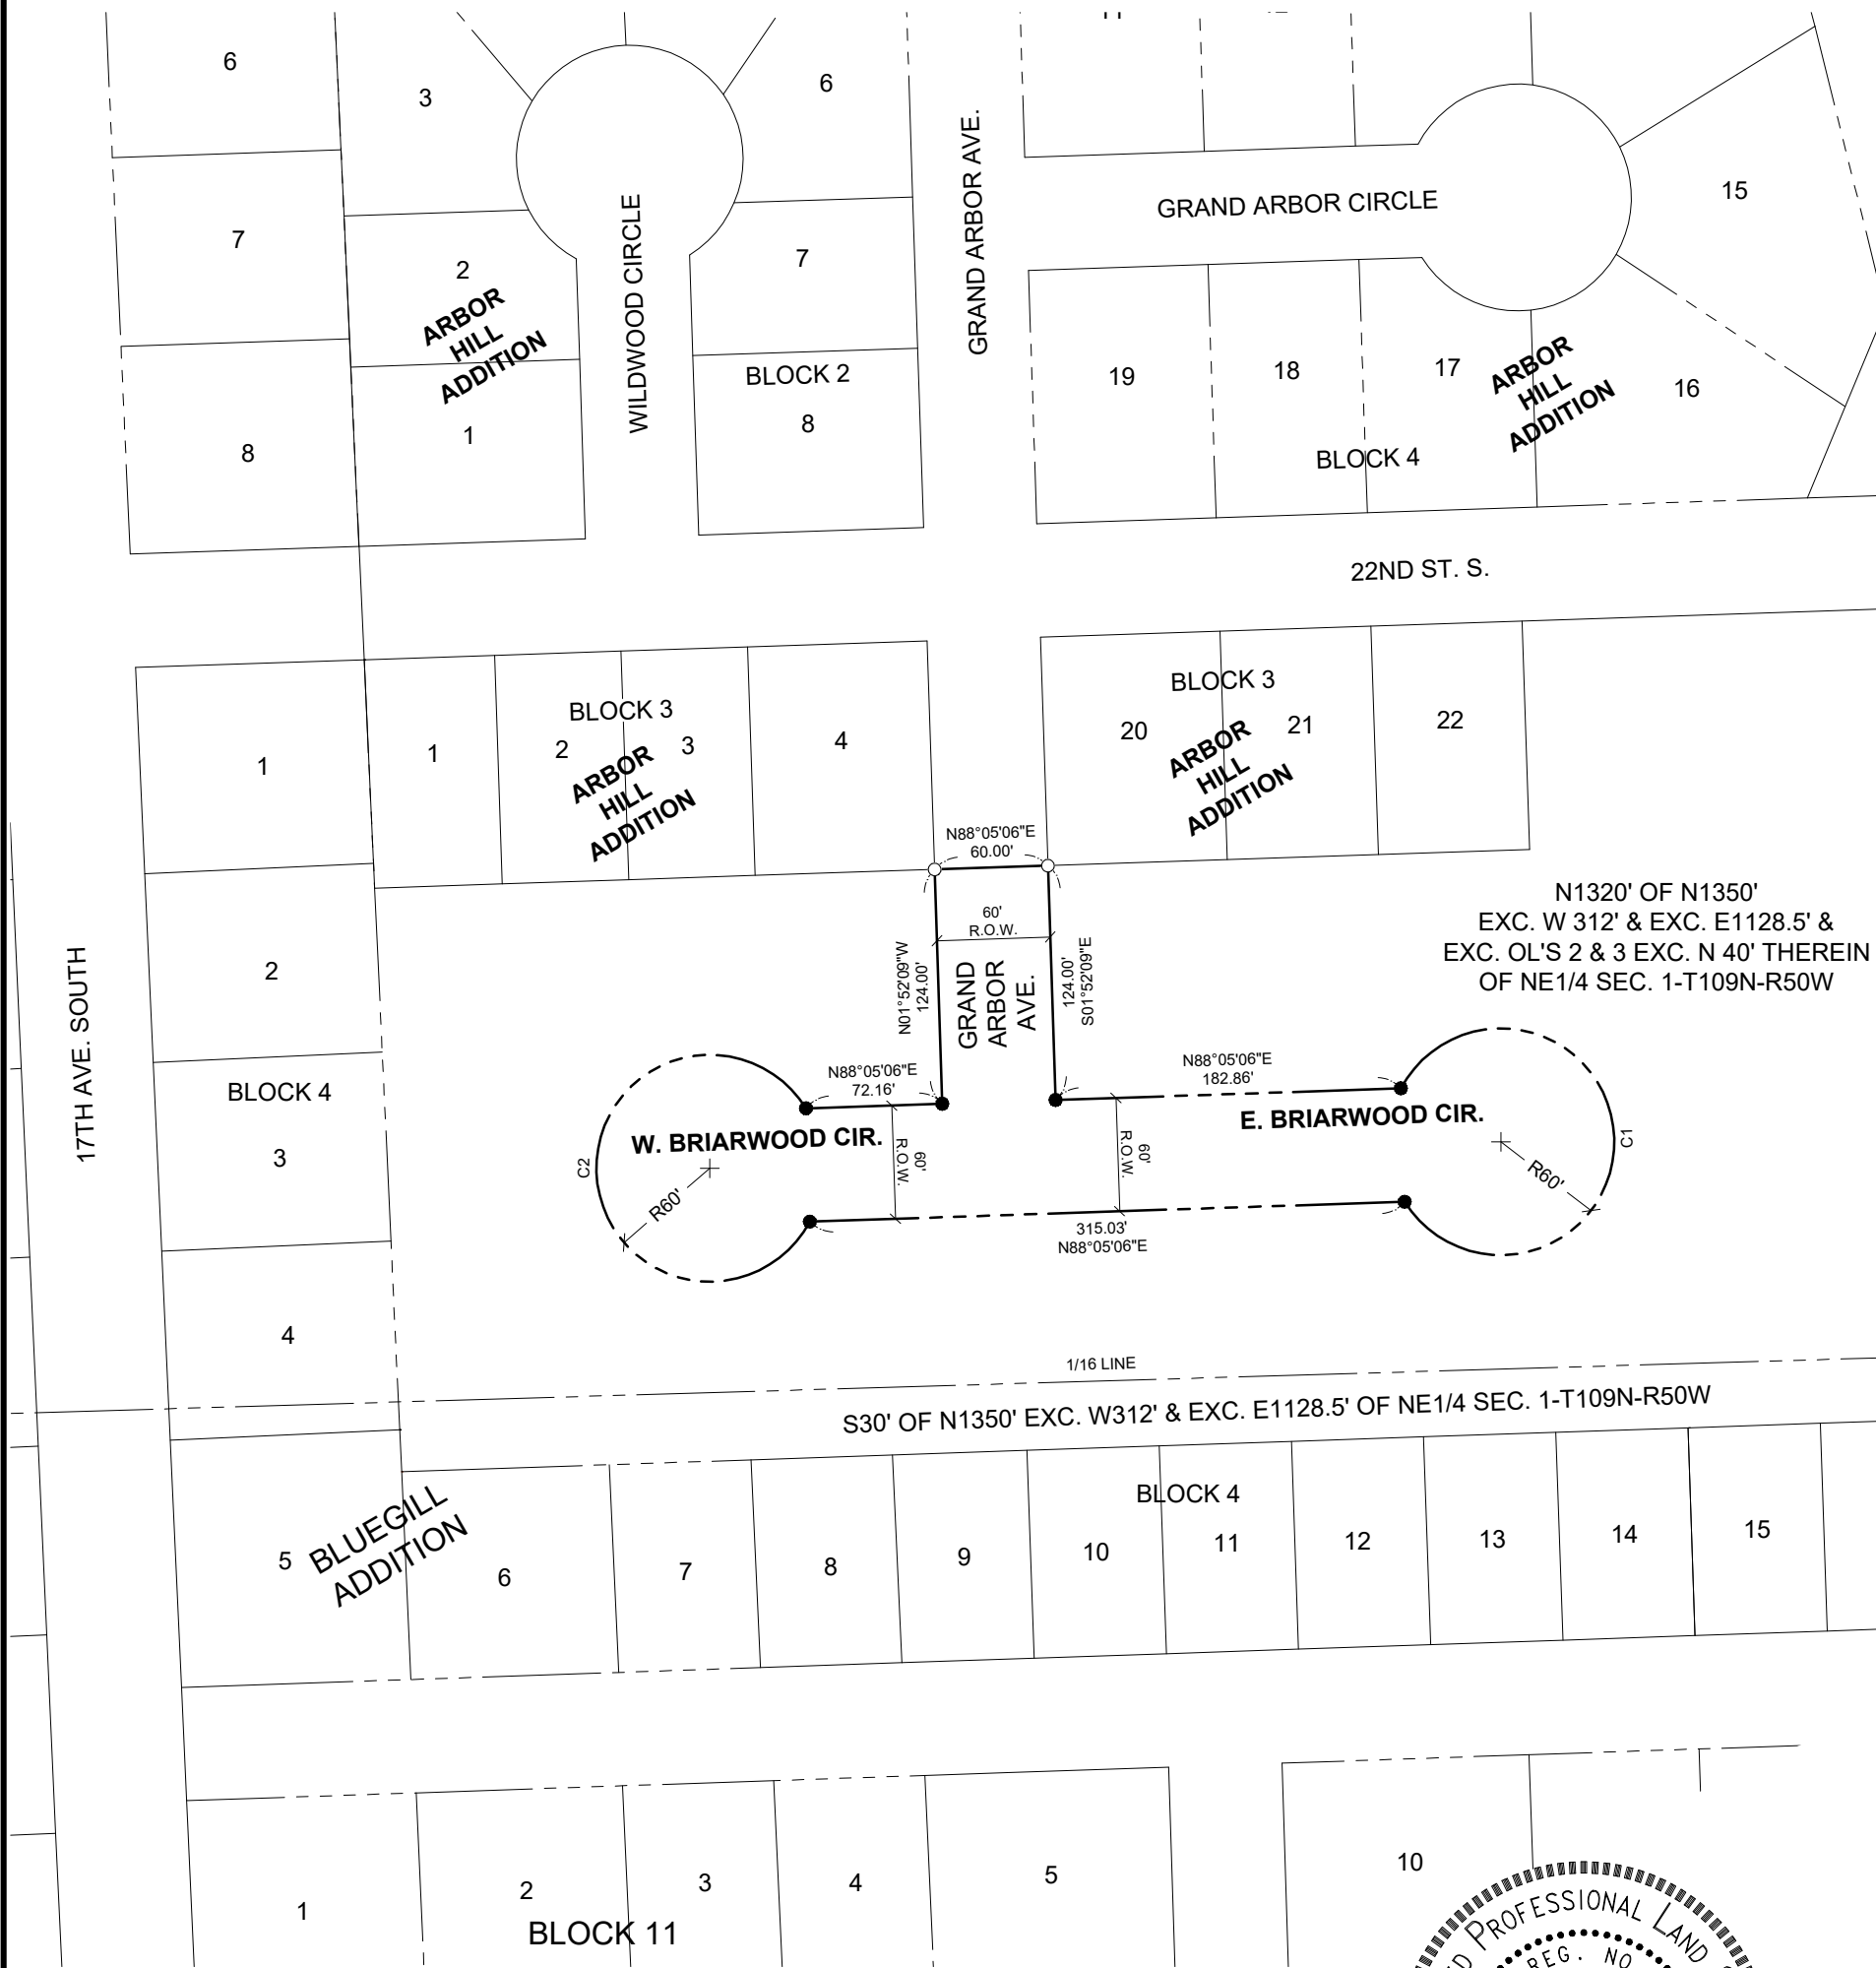 6
3
6
7
2
7
8
1
ARBOR
HILL
ADDITION
WILDWOOD CIRCLE
BLOCK 2
8
GRAND ARBOR AVE.
GRAND ARBOR CIRCLE
15
19
18
17
16
ARBOR
HILL
ADDITION
BLOCK 4
22ND ST. S.
1
1
BLOCK 3
2
3
4
ARBOR
HILL
ADDITION
BLOCK 3
20
21
22
ARBOR
HILL
ADDITION
N88°05'06"E
60.00'
60'
R.O.W.
N01°52'09"W
124.00'
GRAND
ARBOR
AVE.
124.00'
S01°52'09"E
N1320' OF N1350'
EXC. W 312' & EXC. E1128.5' &
EXC. OL'S 2 & 3 EXC. N 40' THEREIN
OF NE1/4 SEC. 1-T109N-R50W
17TH AVE. SOUTH
2
BLOCK 4
3
4
N88°05'06"E
72.16'
W. BRIARWOOD CIR.
C2
R60'
60'
R.O.W.
N88°05'06"E
182.86'
E. BRIARWOOD CIR.
60'
R.O.W.
R60'
C1
315.03'
N88°05'06"E
1/16 LINE
S30' OF N1350' EXC. W312' & EXC. E1128.5' OF NE1/4 SEC. 1-T109N-R50W
BLOCK 4
5
BLUEGILL
ADDITION
6
7
8
9
10
11
12
13
14
15
1
2
3
4
5
10
BLOCK 11
PROFESSIONAL LAND
REG. NO